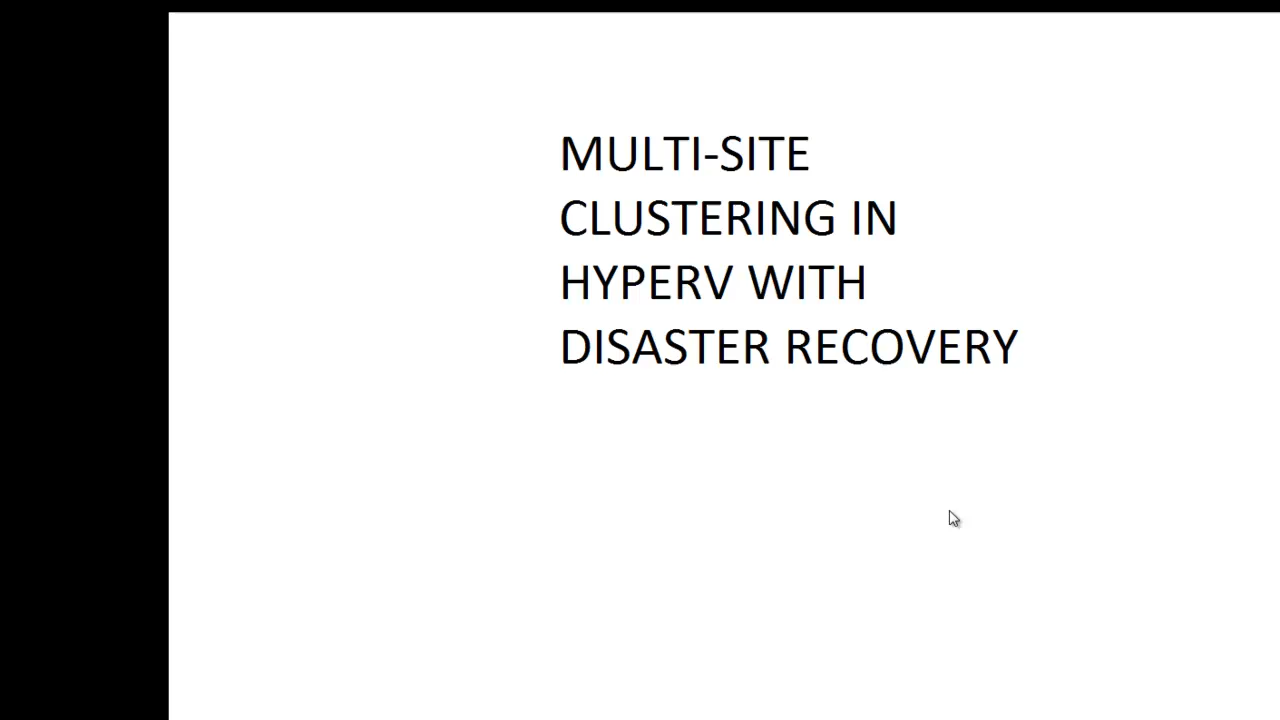 MULTI-SITE
CLUSTERING IN
HYPERV WITH
DISASTER RECOVERY